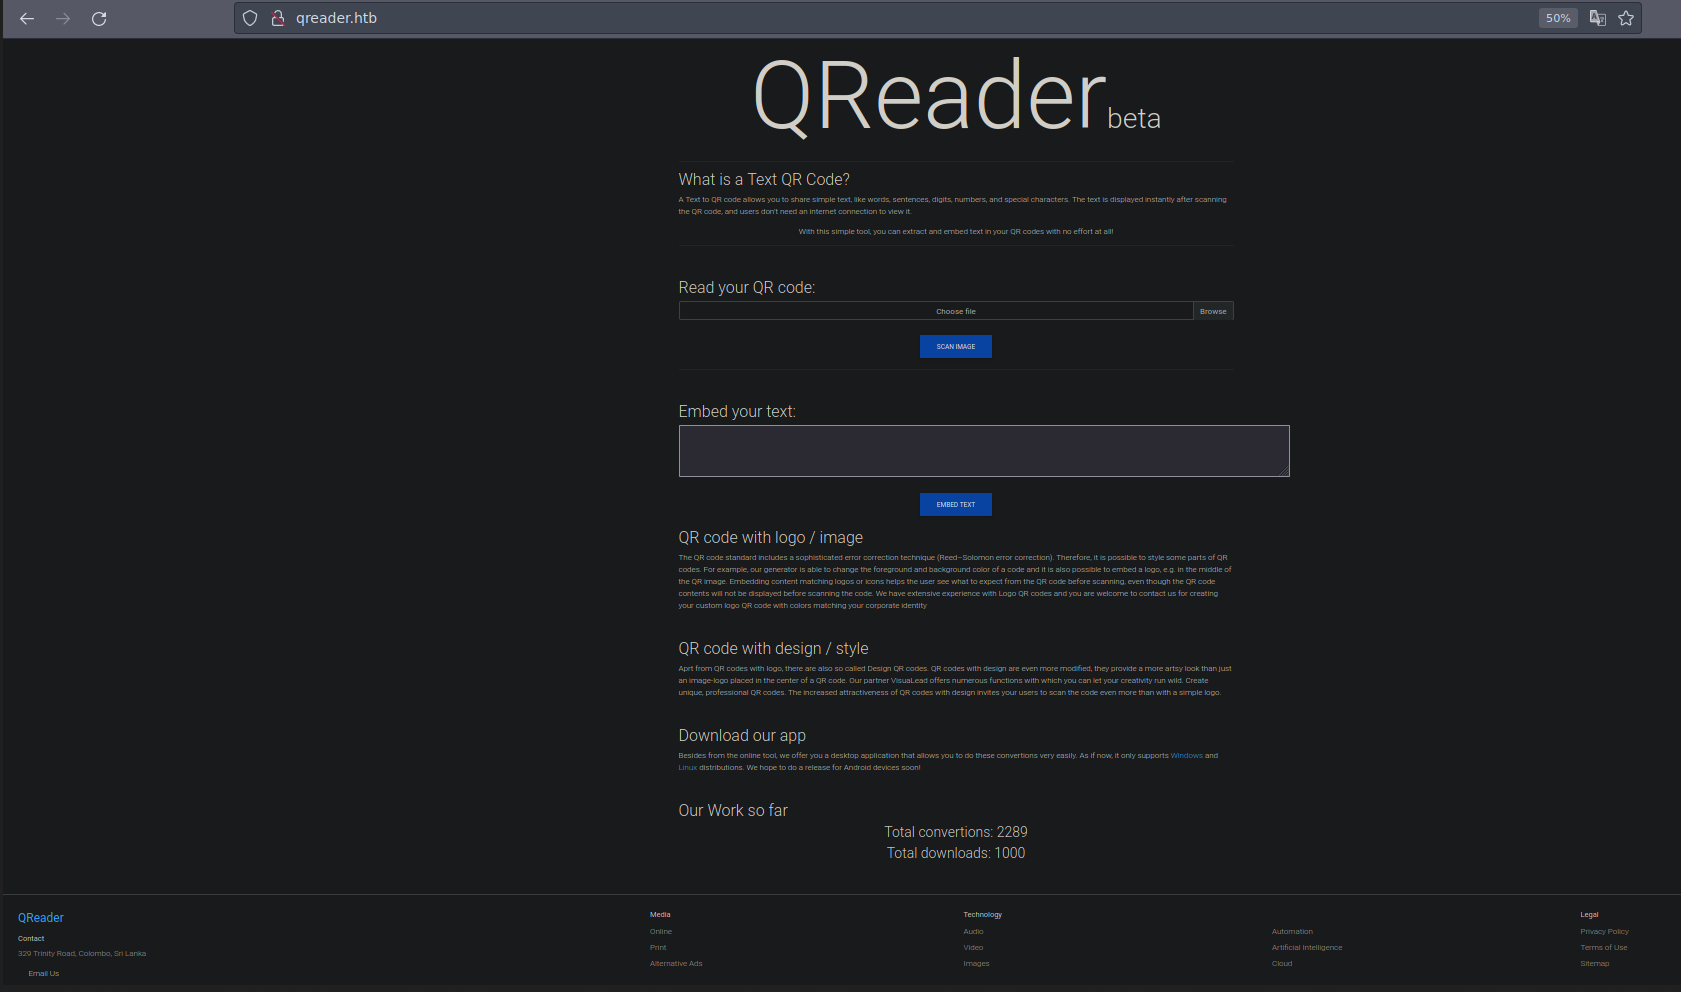 qreader.htb
50%
QReader beta
What is a Text QR Code?
A Text to QR code allows you to share simple text, like words, sentences, digits, numbers, and special characters. The text is displayed instantly after scanning
the QR code, and users don't need an internet connection to view it.
With this simple tool, you can extract and embed text in your QR codes with no effort at all!
Read your QR code:
Choose file
Browse
SCAN IMAGE
Embed your text:
EMBED TEXT
QR code with logo / image
The QR code standard includes a sophisticated error correction technique (Reed–Solomon error correction). Therefore, it is possible to style some parts of QR
codes. For example, our generator is able to change the foreground and background color of a code and it is also possible to embed a logo, e.g. in the middle of
the QR image. Embedding content matching logos or icons helps the user see what to expect from the QR code before scanning, even though the QR code
contents will not be displayed before scanning the code. We have extensive experience with Logo QR codes and you are welcome to contact us for creating
your custom logo QR code with colors matching your corporate identity
QR code with design / style
Aprt from QR codes with logo, there are also so called Design QR codes. QR codes with design are even more modified, they provide a more artsy look than just
an image-logo placed in the center of a QR code. Our partner VisuaLead offers numerous functions with which you can let your creativity run wild. Create
unique, professional QR codes. The increased attractiveness of QR codes with design invites your users to scan the code even more than with a simple logo.
Download our app
Besides from the online tool, we offer you a desktop application that allows you to do these convertions very easily. As if now, it only supports Windows and
Linux distributions. We hope to do a release for Android devices soon!
Our Work so far
Total convertions: 2289
Total downloads: 1000
QReader
Contact
329 Trinity Road, Colombo, Sri Lanka
Email Us
Media
Online
Print
Alternative Ads
Technology
Audio
Video
Images
Automation
Artificial Intelligence
Cloud
Legal
Privacy Policy
Terms of Use
Sitemap